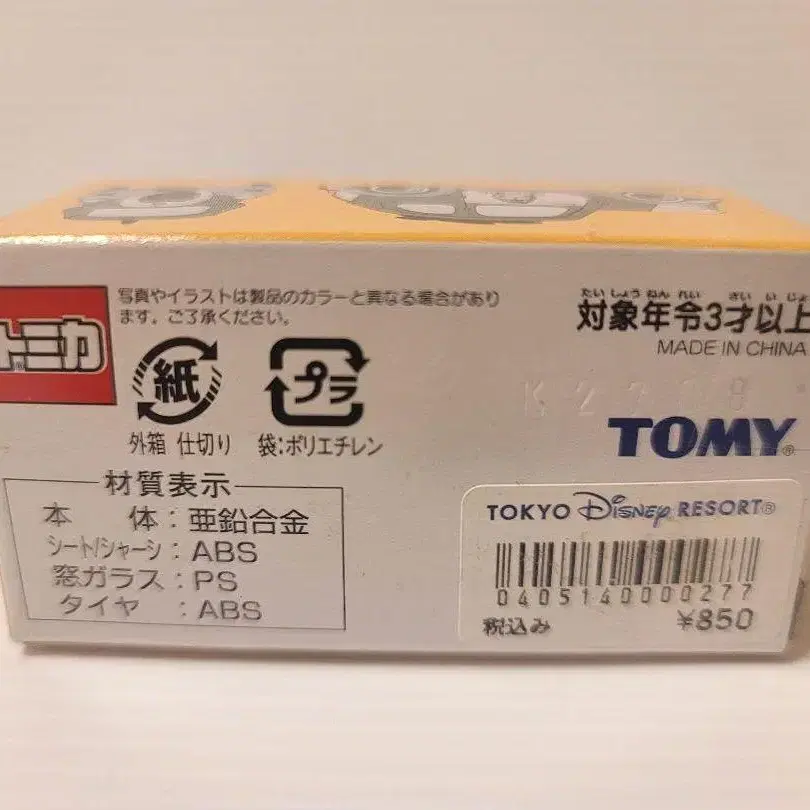 トミカ
写真やイラストは製品のカラーと異なる場合があり
ます。ご了承ください。
紙
外箱 仕切り
プラ
袋:ポリエチレン
たいしょうねんれい さい いじょ
対象年令3才以上
MADE IN CHINA
TOMY®
材質表示
本 体:亜鉛合金
シート/シャーシ:ABS
窓ガラス:PS
タイヤ :ABS
TOKYO Disney RESORT®
0405140000277
税込み ¥850